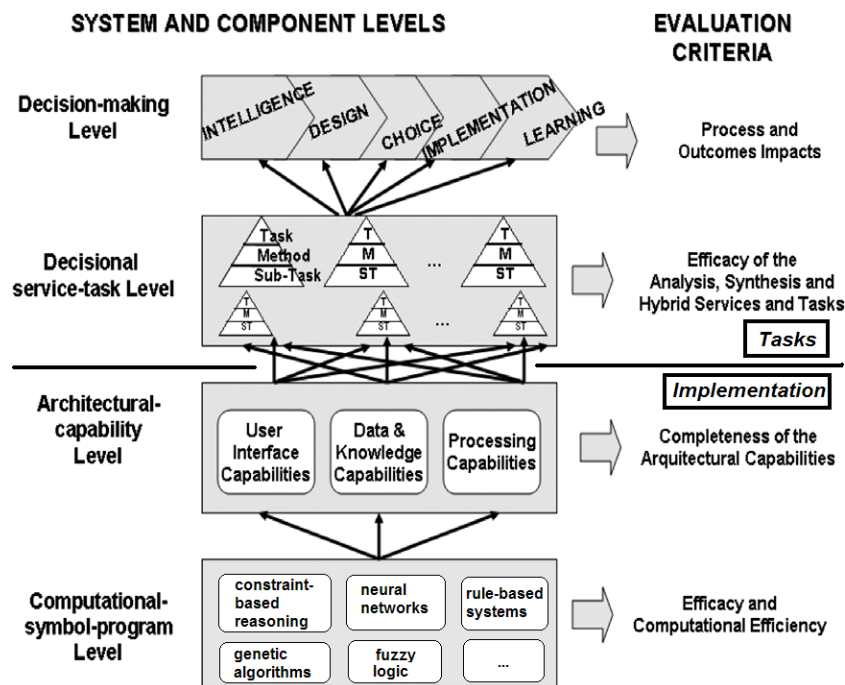 SYSTEM AND COMPONENT LEVELS
EVALUATION
CRITERIA
Decision-making
Level
INTELLIGENCE
DESIGN
CHOICE
IMPLEMENTATION
LEARNING
Process and
Outcomes Impacts
Decisional
service-task Level
Task
Method
Sub-Task
T
M
ST
...
T
M
ST
T
M
ST
T
M
ST
...
T
M
ST
Efficacy of the
Analysis, Synthesis and
Hybrid Services and Tasks
Tasks
Implementation
Architectural-
capability
Level
User
Interface
Capabilities
Data &
Knowledge
Capabilities
Processing
Capabilities
Completeness of the
Arquitectural Capabilities
Computational-
symbol-program
Level
constraint-
based
reasoning
neural
networks
rule-based
systems
genetic
algorithms
fuzzy
logic
...
Efficacy and
Computational Efficiency